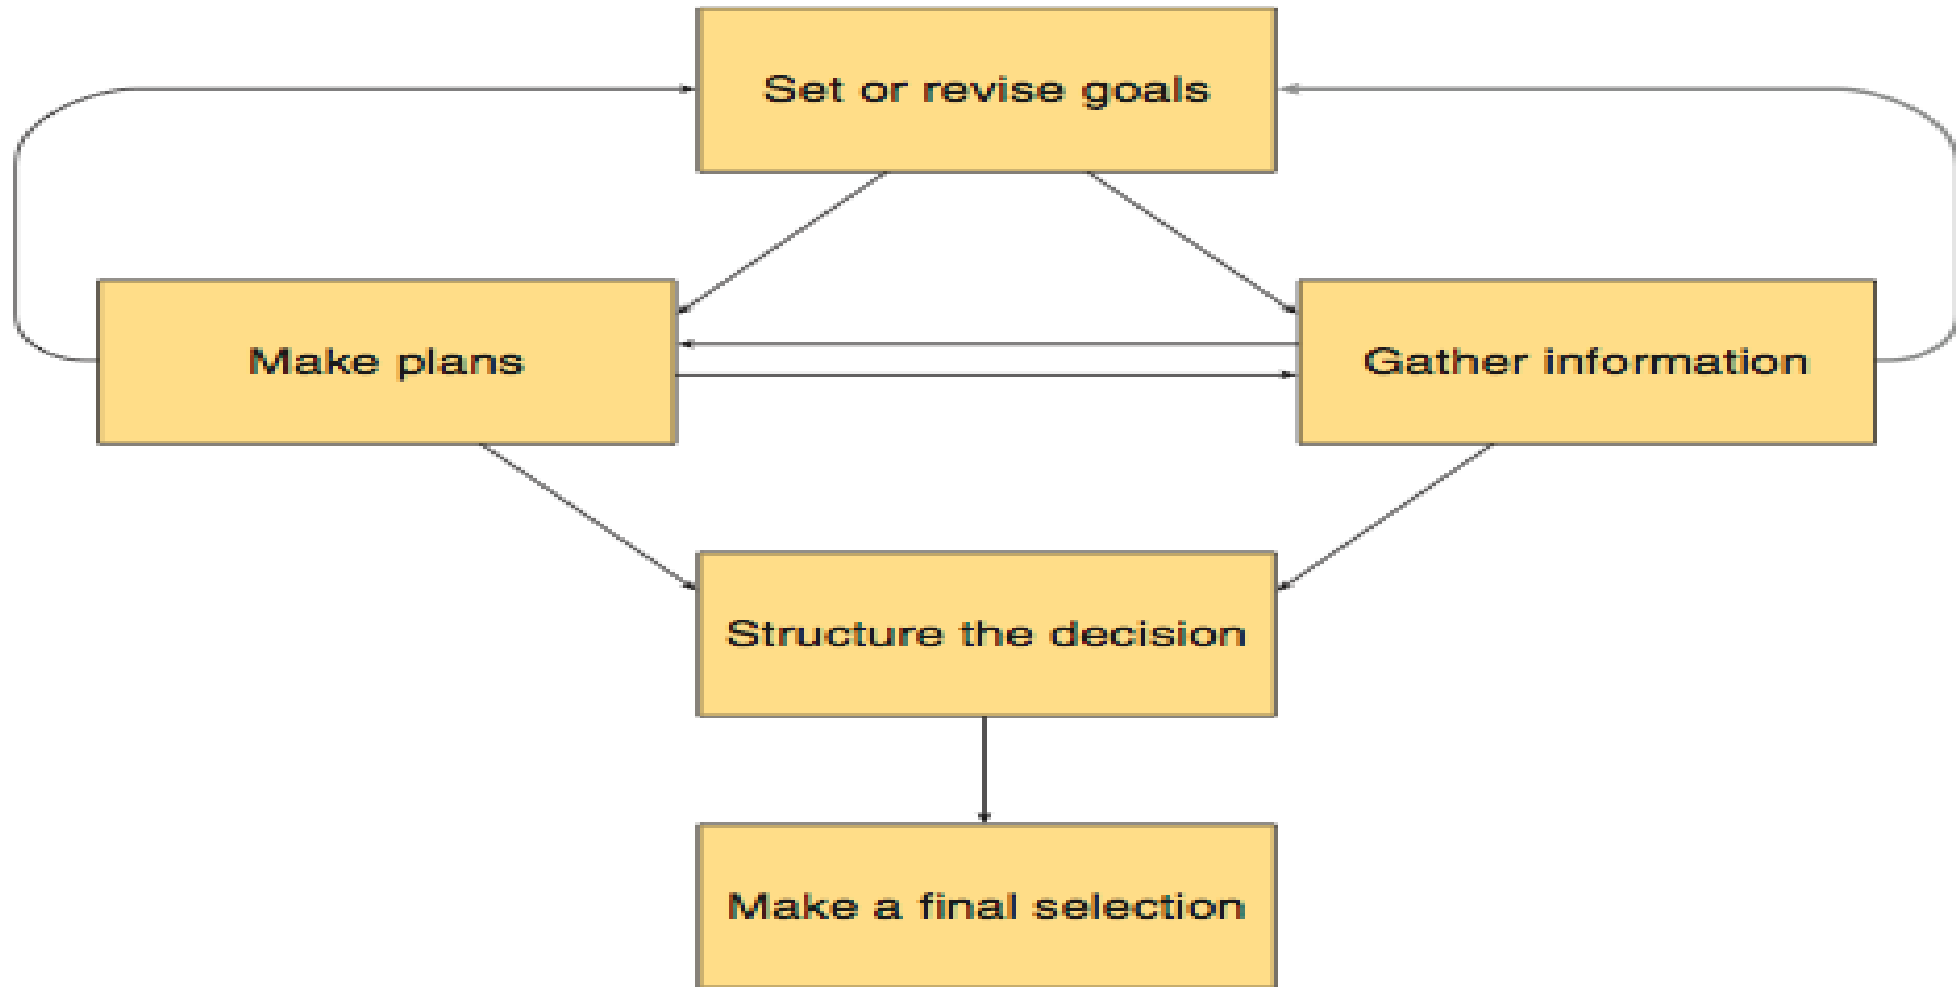 Set or revise goals
Make plans
Gather information
Structure the decision
Make a final selection